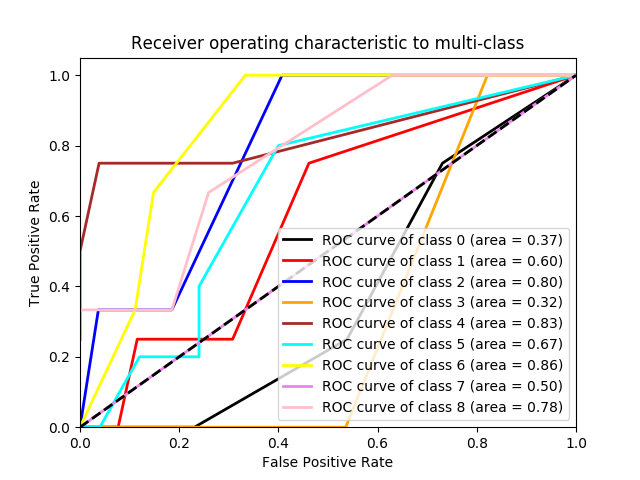 Receiver operating characteristic to multi-class
True Positive Rate
1.0
0.8
0.6
0.4
0.2
0.0
ROC curve of class 0 (area = 0.37)
ROC curve of class 1 (area = 0.60)
ROC curve of class 2 (area = 0.80)
ROC curve of class 3 (area = 0.32)
ROC curve of class 4 (area = 0.83)
ROC curve of class 5 (area = 0.67)
ROC curve of class 6 (area = 0.86)
ROC curve of class 7 (area = 0.50)
ROC curve of class 8 (area = 0.78)
0.0 0.2 0.4 0.6 0.8 1.0
False Positive Rate